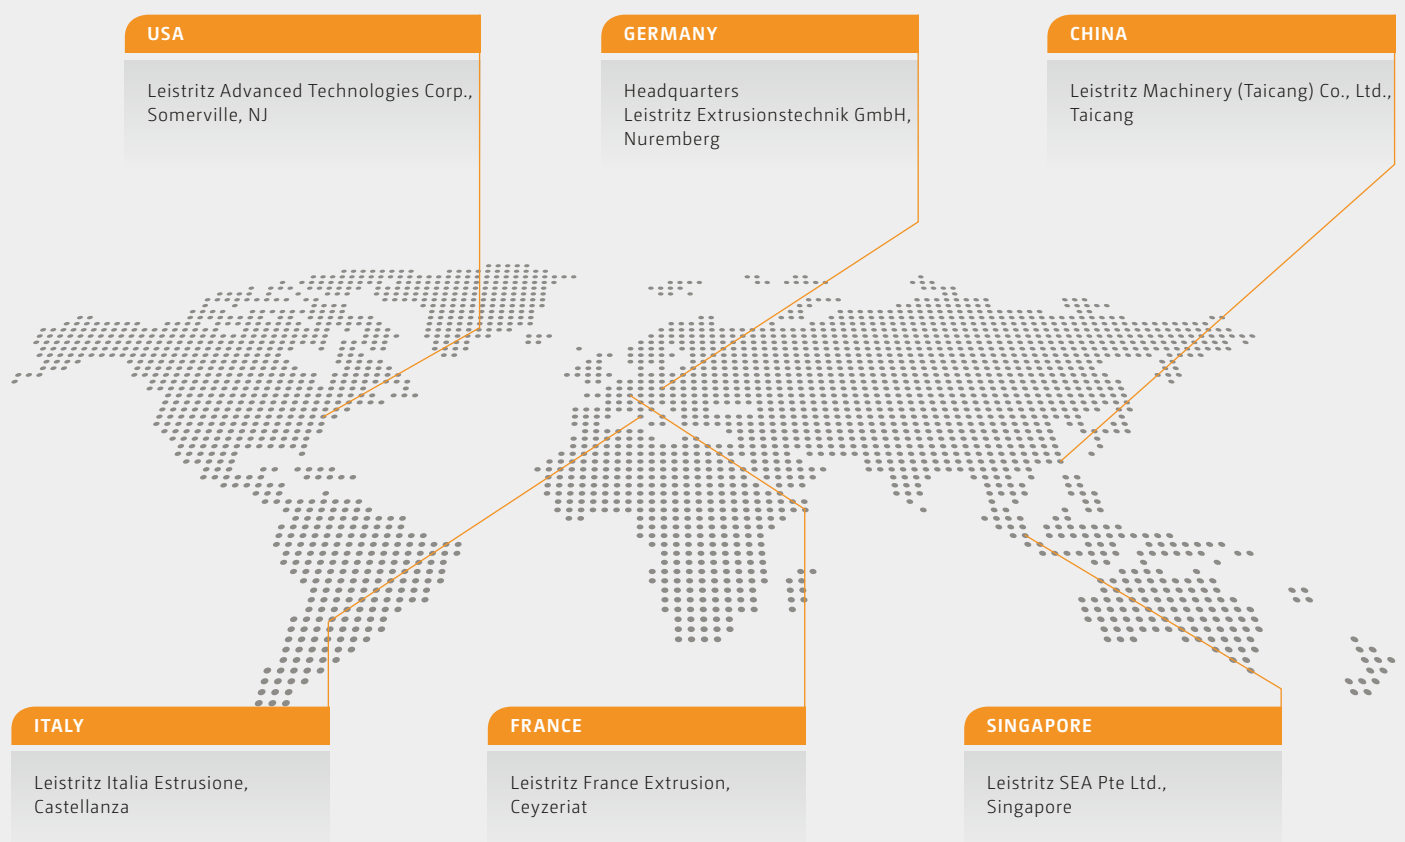 USA
Leistritz Advanced Technologies Corp.,
Somerville, NJ
GERMANY
Headquarters
Leistritz Extrusionstechnik GmbH,
Nuremberg
CHINA
Leistritz Machinery (Taicang) Co., Ltd.,
Taicang
ITALY
Leistritz Italia Estrusione,
Castellanza
FRANCE
Leistritz France Extrusion,
Ceyzeriat
SINGAPORE
Leistritz SEA Pte Ltd.,
Singapore